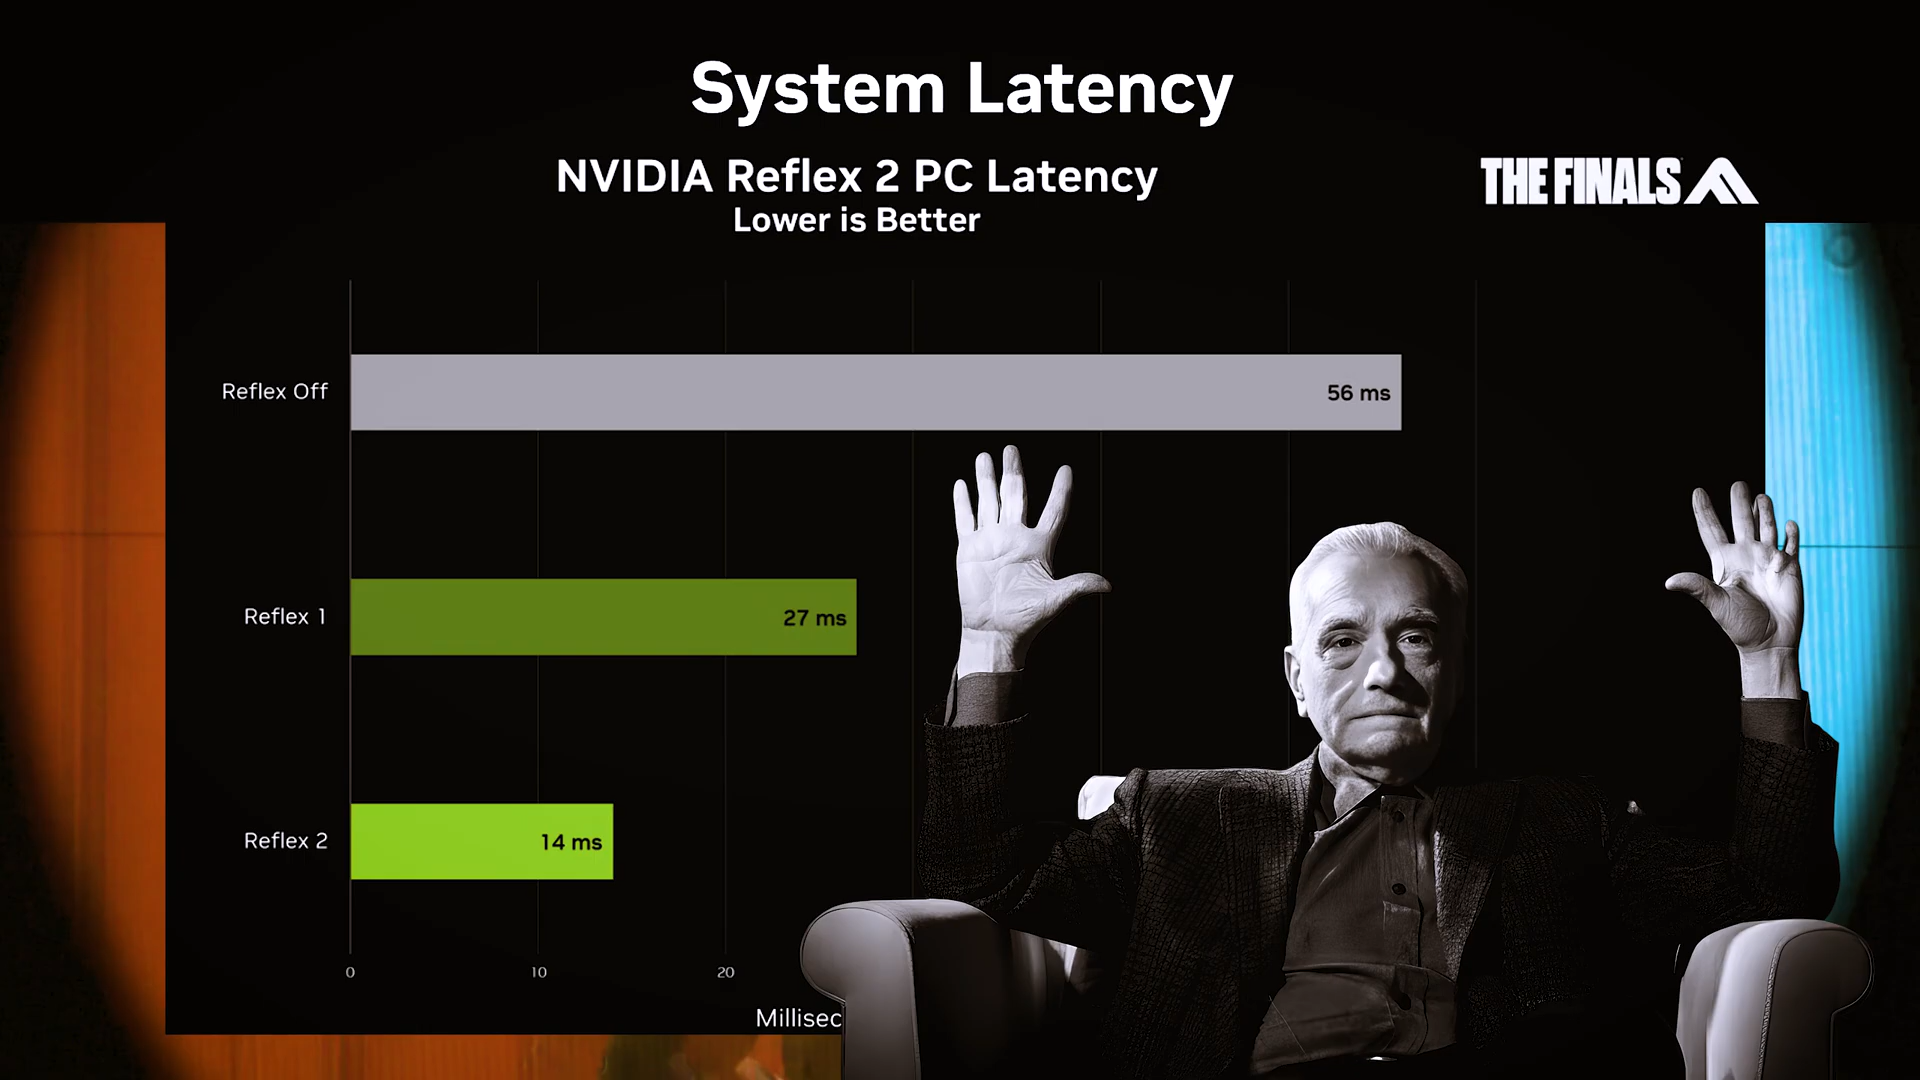 System Latency
NVIDIA Reflex 2 PC Latency
Lower is Better
THE FINALS
Reflex Off
56 ms
Reflex 1
27 ms
Reflex 2
14 ms
0 10 20
Millisec